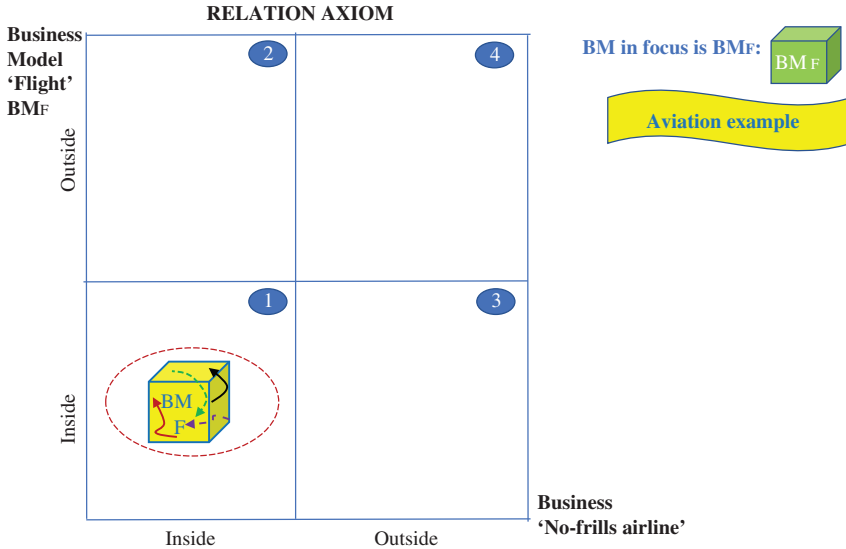 RELATION AXIOM
Business
Model
‘Flight’
BMF
BM in focus is BMF:
BM F
Aviation example
2
4
Outside
1
3
Inside
BM
F
Business
‘No-frills airline’
Inside
Outside